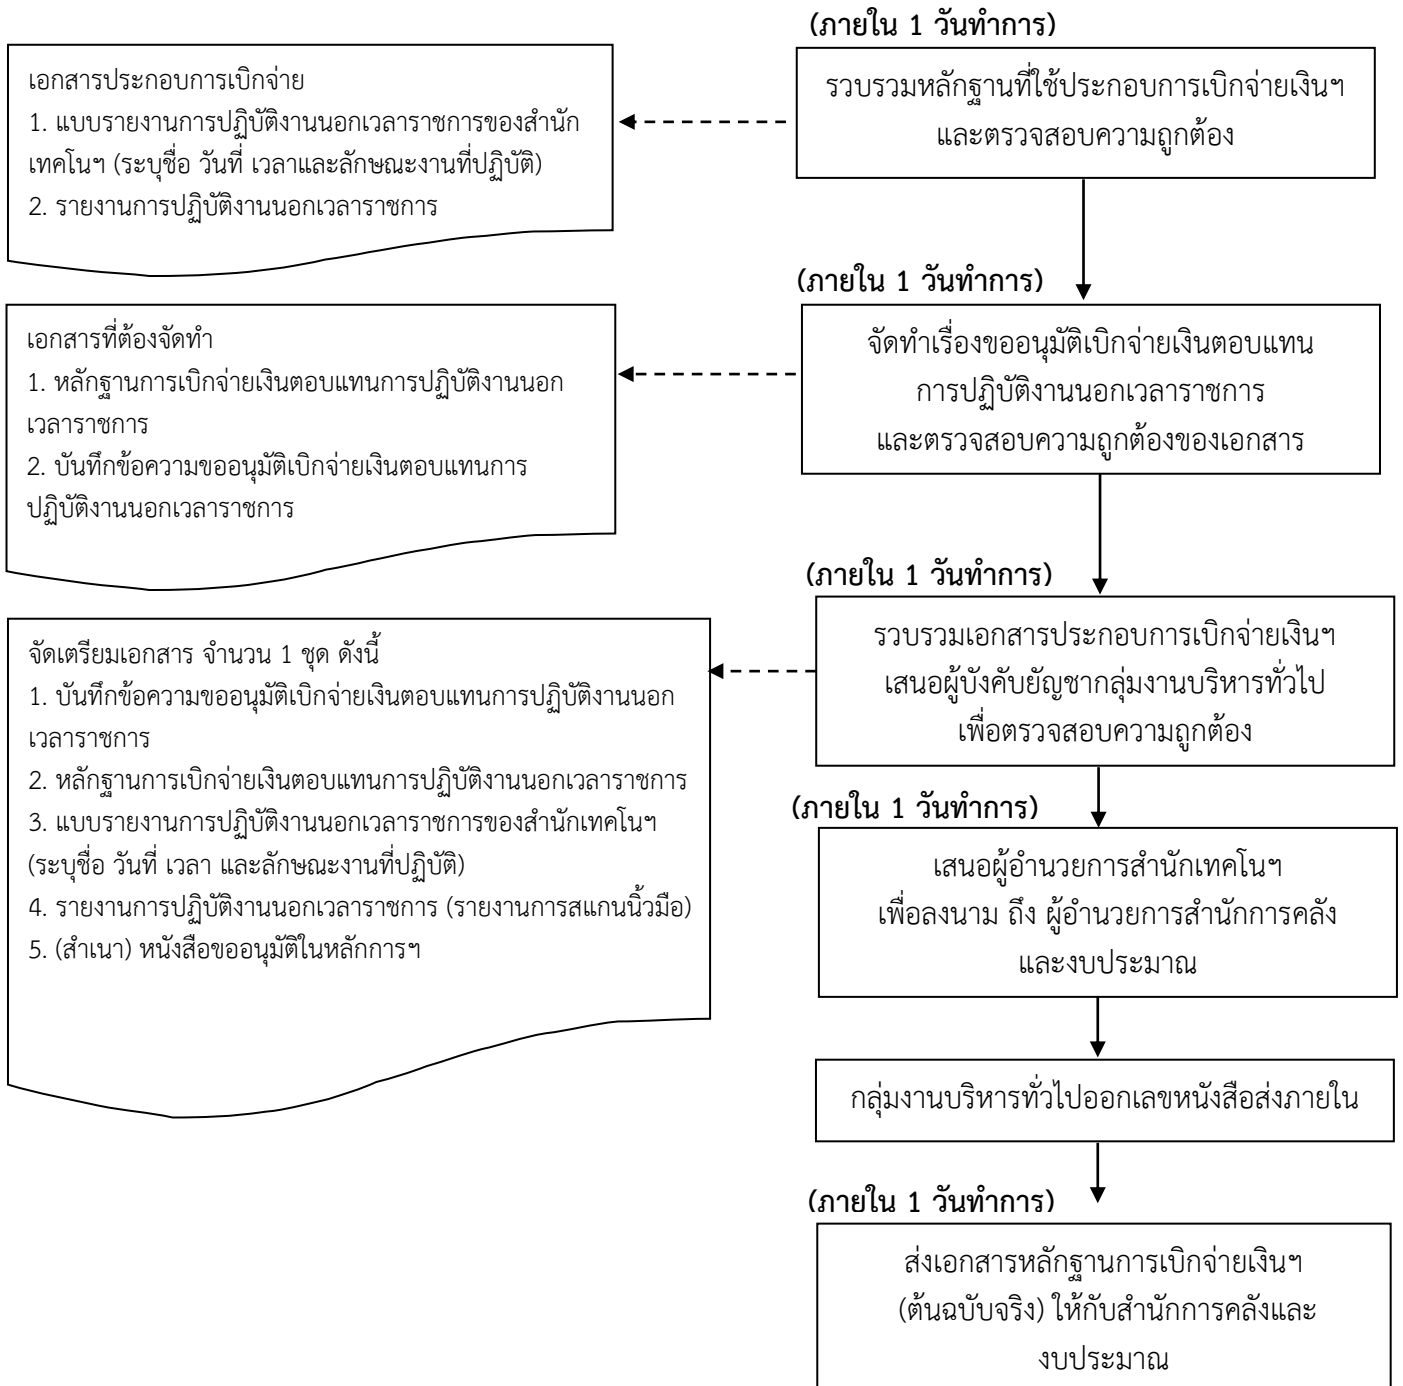 (ภายใน 1 วันทำการ)
รวบรวมหลักฐานที่ใช้ประกอบการเบิกจ่ายเงินฯ
และตรวจสอบความถูกต้อง
เอกสารประกอบการเบิกจ่าย
1. แบบรายงานการปฏิบัติงานนอกเวลาราชการของสำนัก
เทคโนฯ (ระบุชื่อ วันที่ เวลาและลักษณะงานที่ปฏิบัติ)
2. รายงานการปฏิบัติงานนอกเวลาราชการ
(ภายใน 1 วันทำการ)
จัดทำเรื่องขออนุมัติเบิกจ่ายเงินตอบแทน
การปฏิบัติงานนอกเวลาราชการ
และตรวจสอบความถูกต้องของเอกสาร
เอกสารที่ต้องจัดทำ
1. หลักฐานการเบิกจ่ายเงินตอบแทนการปฏิบัติงานนอก
เวลาราชการ
2. บันทึกข้อความขออนุมัติเบิกจ่ายเงินตอบแทนการ
ปฏิบัติงานนอกเวลาราชการ
(ภายใน 1 วันทำการ)
รวบรวมเอกสารประกอบการเบิกจ่ายเงินฯ
เสนอผู้บังคับยัญชากลุ่มงานบริหารทั่วไป
เพื่อตรวจสอบความถูกต้อง
จัดเตรียมเอกสาร จำนวน 1 ชุด ดังนี้
1. บันทึกข้อความขออนุมัติเบิกจ่ายเงินตอบแทนการปฏิบัติงานนอก
เวลาราชการ
2. หลักฐานการเบิกจ่ายเงินตอบแทนการปฏิบัติงานนอกเวลาราชการ
3. แบบรายงานการปฏิบัติงานนอกเวลาราชการของสำนักเทคโนฯ
(ระบุชื่อ วันที่ เวลา และลักษณะงานที่ปฏิบัติ)
4. รายงานการปฏิบัติงานนอกเวลาราชการ (รายงานการสแกนนิ้วมือ)
5. (สำเนา) หนังสือขออนุมัติในหลักการฯ
(ภายใน 1 วันทำการ)
เสนอผู้อำนวยการสำนักเทคโนฯ
เพื่อลงนาม ถึง ผู้อำนวยการสำนักการคลัง
และงบประมาณ
กลุ่มงานบริหารทั่วไปออกเลขหนังสือส่งภายใน
(ภายใน 1 วันทำการ)
ส่งเอกสารหลักฐานการเบิกจ่ายเงินฯ
(ต้นฉบับจริง) ให้กับสำนักการคลังและ
งบประมาณ